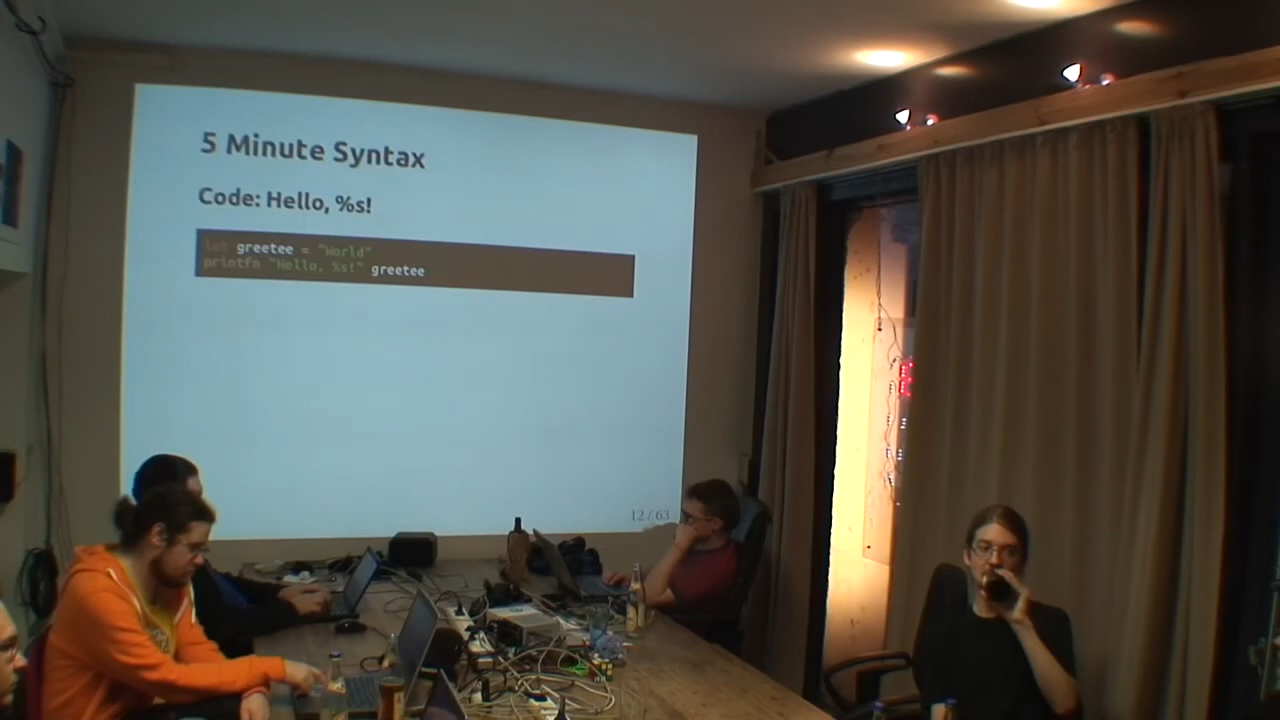 5 Minute Syntax
Code: Hello, %s!
let greetee = "World"
printfn "Hello, %s!" greetee
12 / 63